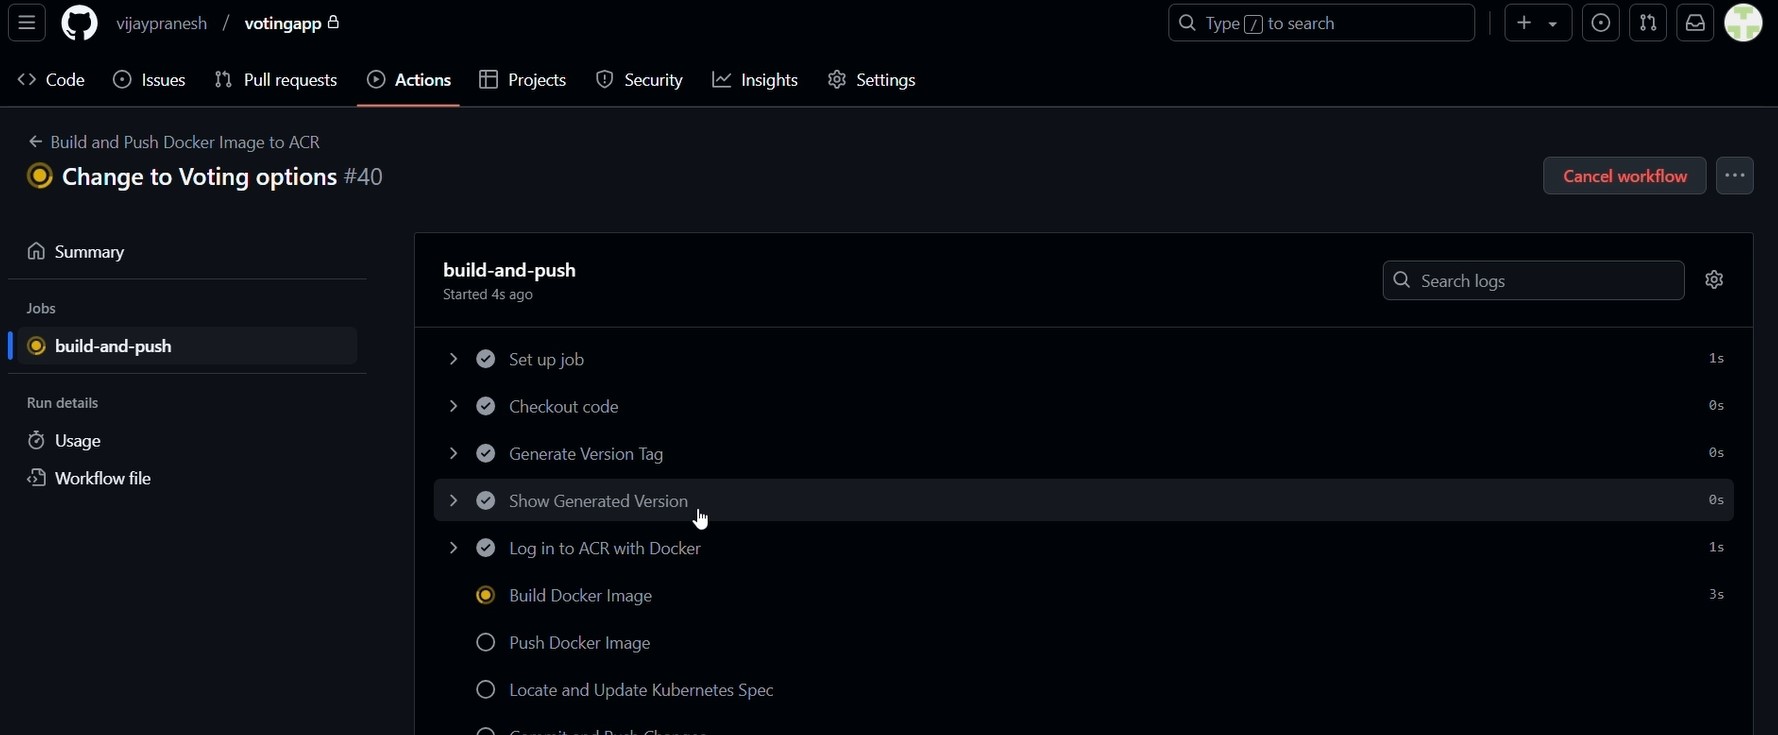 vijaypranesh / votingapp
Type / to search
Code Issues Pull requests Actions Projects Security Insights Settings
Build and Push Docker Image to ACR
Change to Voting options #40
Cancel workflow
Summary
Jobs
build-and-push
Run details
Usage
Workflow file
build-and-push
Started 4s ago
Search logs
Set up job 1s
Checkout code 0s
Generate Version Tag 0s
Show Generated Version 0s
Log in to ACR with Docker 1s
Build Docker Image 3s
Push Docker Image
Locate and Update Kubernetes Spec
Commit and Push Changes